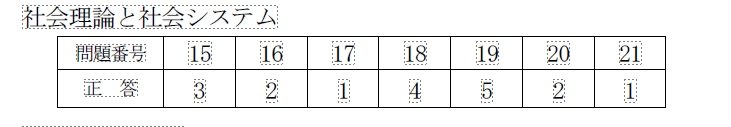 社会理論と社会システム
問題番号 15 16 17 18 19 20 21
正　答 3 2 1 4 5 2 1